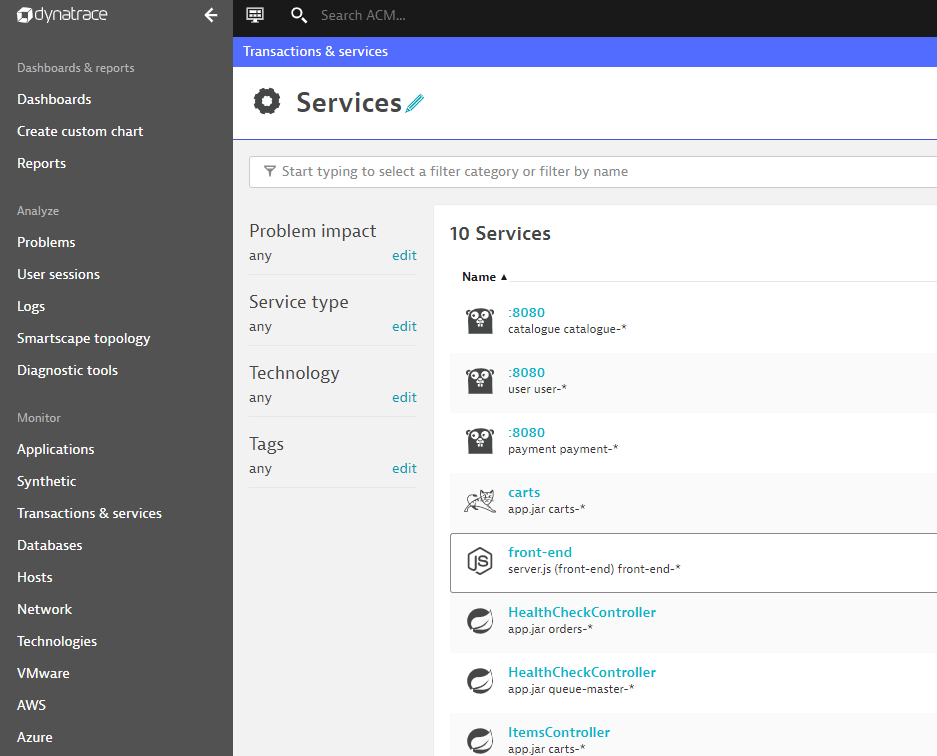 dynatrace
Dashboards & reports
Dashboards
Create custom chart
Reports
Analyze
Problems
User sessions
Logs
Smartscape topology
Diagnostic tools
Monitor
Applications
Synthetic
Transactions & services
Databases
Hosts
Network
Technologies
VMware
AWS
Azure
Search ACM...
Transactions & services
Services
Start typing to select a filter category or filter by name
Problem impact
any edit
Service type
any edit
Technology
any edit
Tags
any edit
10 Services
Name ▲
:8080
catalogue catalogue-*
:8080
user user-*
:8080
payment payment-*
carts
app.jar carts-*
JS
front-end
server.js (front-end) front-end-*
HealthCheckController
app.jar orders-*
HealthCheckController
app.jar queue-master-*
ItemsController
app.jar carts-*